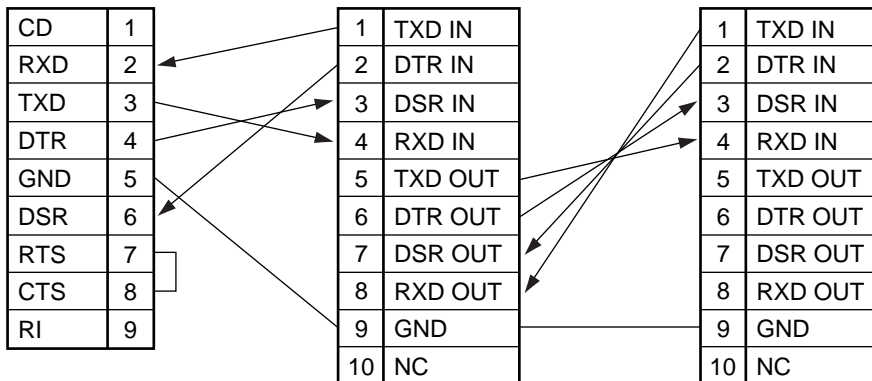 CD 1
RXD 2
TXD 3
DTR 4
GND 5
DSR 6
RTS 7
CTS 8
RI 9
1 TXD IN
2 DTR IN
3 DSR IN
4 RXD IN
5 TXD OUT
6 DTR OUT
7 DSR OUT
8 RXD OUT
9 GND
10 NC
1 TXD IN
2 DTR IN
3 DSR IN
4 RXD IN
5 TXD OUT
6 DTR OUT
7 DSR OUT
8 RXD OUT
9 GND
10 NC